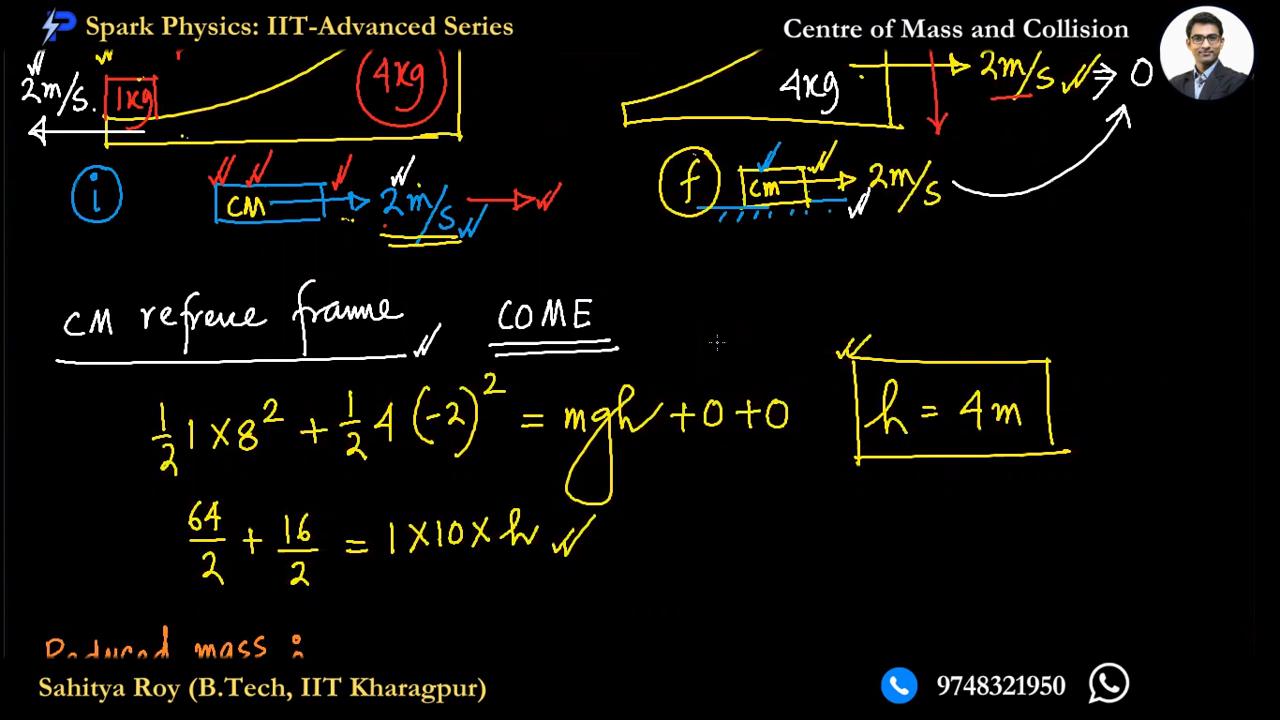 Spark Physics: IIT-Advanced Series
Centre of Mass and Collision
2m/s.
1kg
4kg
4kg
2m/s ⇒ 0
i
CM
2m/s
f
cm
2m/s
CM refrence frame
COME
1/2 1 × 8² + 1/2 4 (-2)² = mgh + 0 + 0
h = 4m
64/2 + 16/2 = 1 × 10 × h
Reduced mass :
Sahitya Roy (B.Tech, IIT Kharagpur)
9748321950